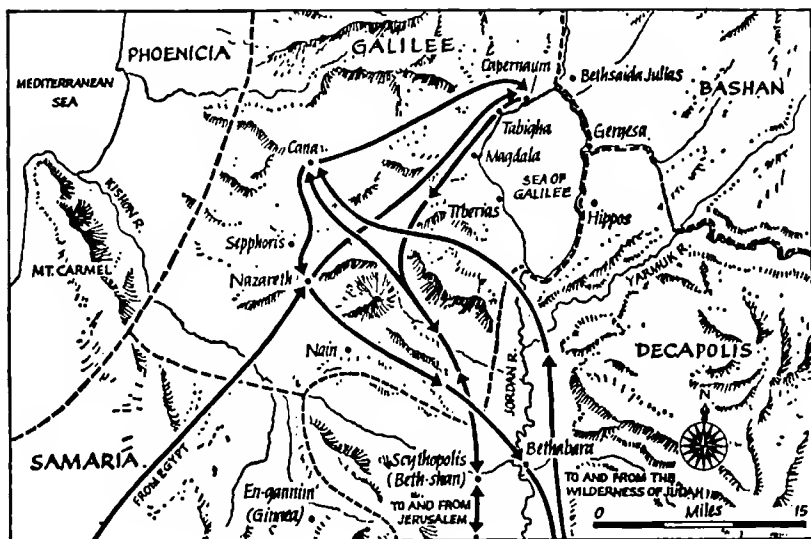 PHOENICIA
GALILEE
Capernaum
Bethsaida Julias
BASHAN
MEDITERRANEAN
SEA
Tabigha
Gergesa
Cana
Magdala
SEA OF
GALILEE
KISHON R.
Tiberias
Hippos
Sepphoris
MT. CARMEL
Nazareth
YARMUK R.
DECAPOLIS
Nain
JORDAN R.
N
SAMARIA
FROM EGYPT
Scythopolis
(Beth-shan)
Bethabara
En-gannim
(Ginnea)
TO AND FROM
JERUSALEM
TO AND FROM THE
WILDERNESS OF JUDAH
0 Miles 15